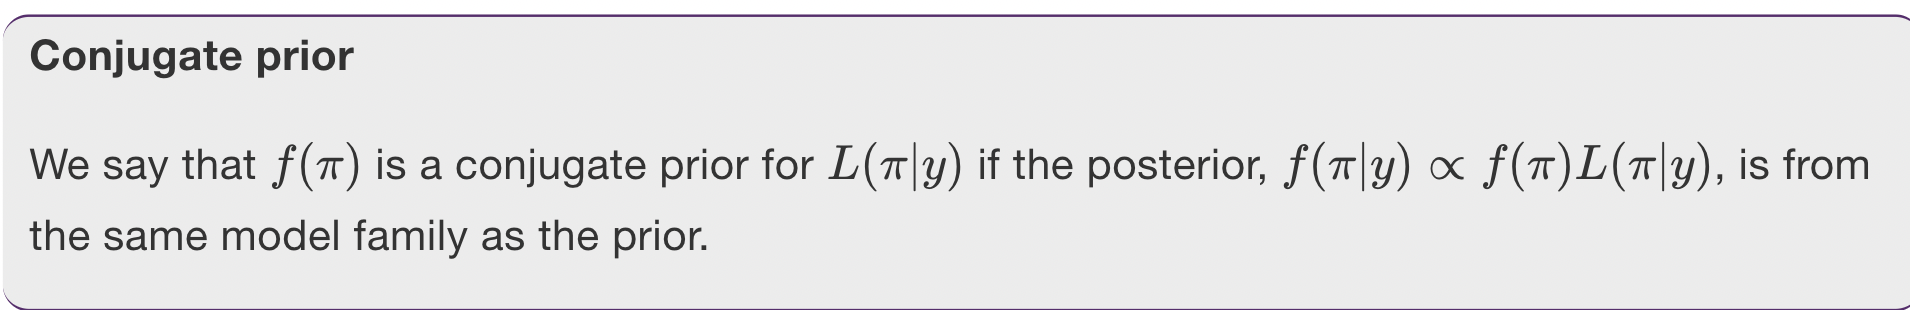 Conjugate prior
We say that f(π) is a conjugate prior for L(π|y) if the posterior, f(π|y) ∝ f(π)L(π|y), is from
the same model family as the prior.